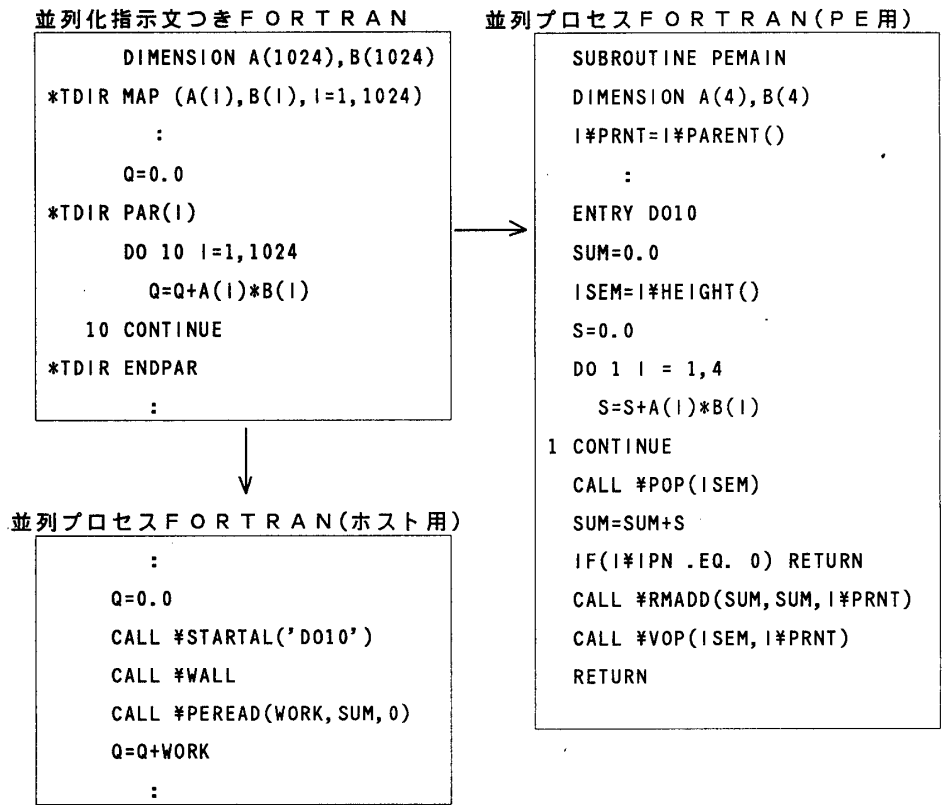 並列化指示文つきＦＯＲＴＲＡＮ
DIMENSION A(1024),B(1024)
*TDIR MAP (A(I),B(I),I=1,1024)
:
Q=0.0
*TDIR PAR(I)
DO 10 I=1,1024
Q=Q+A(I)*B(I)
10 CONTINUE
*TDIR ENDPAR
:
並列プロセスＦＯＲＴＲＡＮ(ホスト用)
:
Q=0.0
CALL ¥STARTAL('DO10')
CALL ¥WALL
CALL ¥PEREAD(WORK,SUM,0)
Q=Q+WORK
:
並列プロセスＦＯＲＴＲＡＮ(ＰＥ用)
SUBROUTINE PEMAIN
DIMENSION A(4),B(4)
I¥PRNT=I¥PARENT()
:
ENTRY DO10
SUM=0.0
ISEM=I¥HEIGHT()
S=0.0
DO 1 I = 1,4
S=S+A(I)*B(I)
1 CONTINUE
CALL ¥POP(ISEM)
SUM=SUM+S
IF(I¥IPN .EQ. 0) RETURN
CALL ¥RMADD(SUM,SUM,I¥PRNT)
CALL ¥VOP(ISEM,I¥PRNT)
RETURN